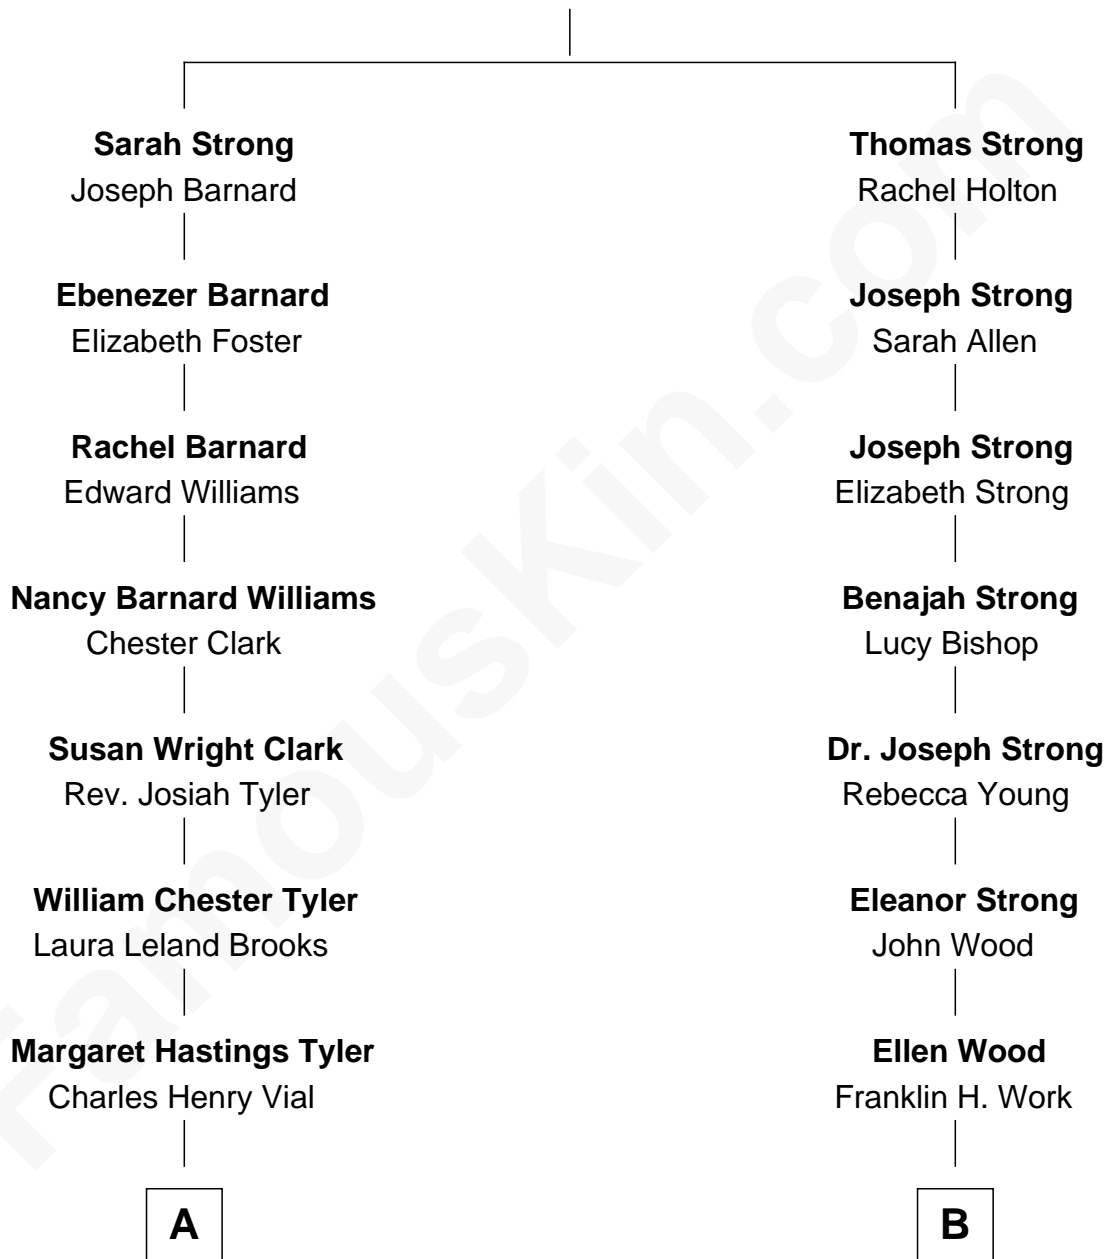 Sarah Strong
Joseph Barnard
Ebenezer Barnard
Elizabeth Foster
Rachel Barnard
Edward Williams
Nancy Barnard Williams
Chester Clark
Susan Wright Clark
Rev. Josiah Tyler
William Chester Tyler
Laura Leland Brooks
Margaret Hastings Tyler
Charles Henry Vial
A
Thomas Strong
Rachel Holton
Joseph Strong
Sarah Allen
Joseph Strong
Elizabeth Strong
Benajah Strong
Lucy Bishop
Dr. Joseph Strong
Rebecca Young
Eleanor Strong
John Wood
Ellen Wood
Franklin H. Work
B
FamousKin.com